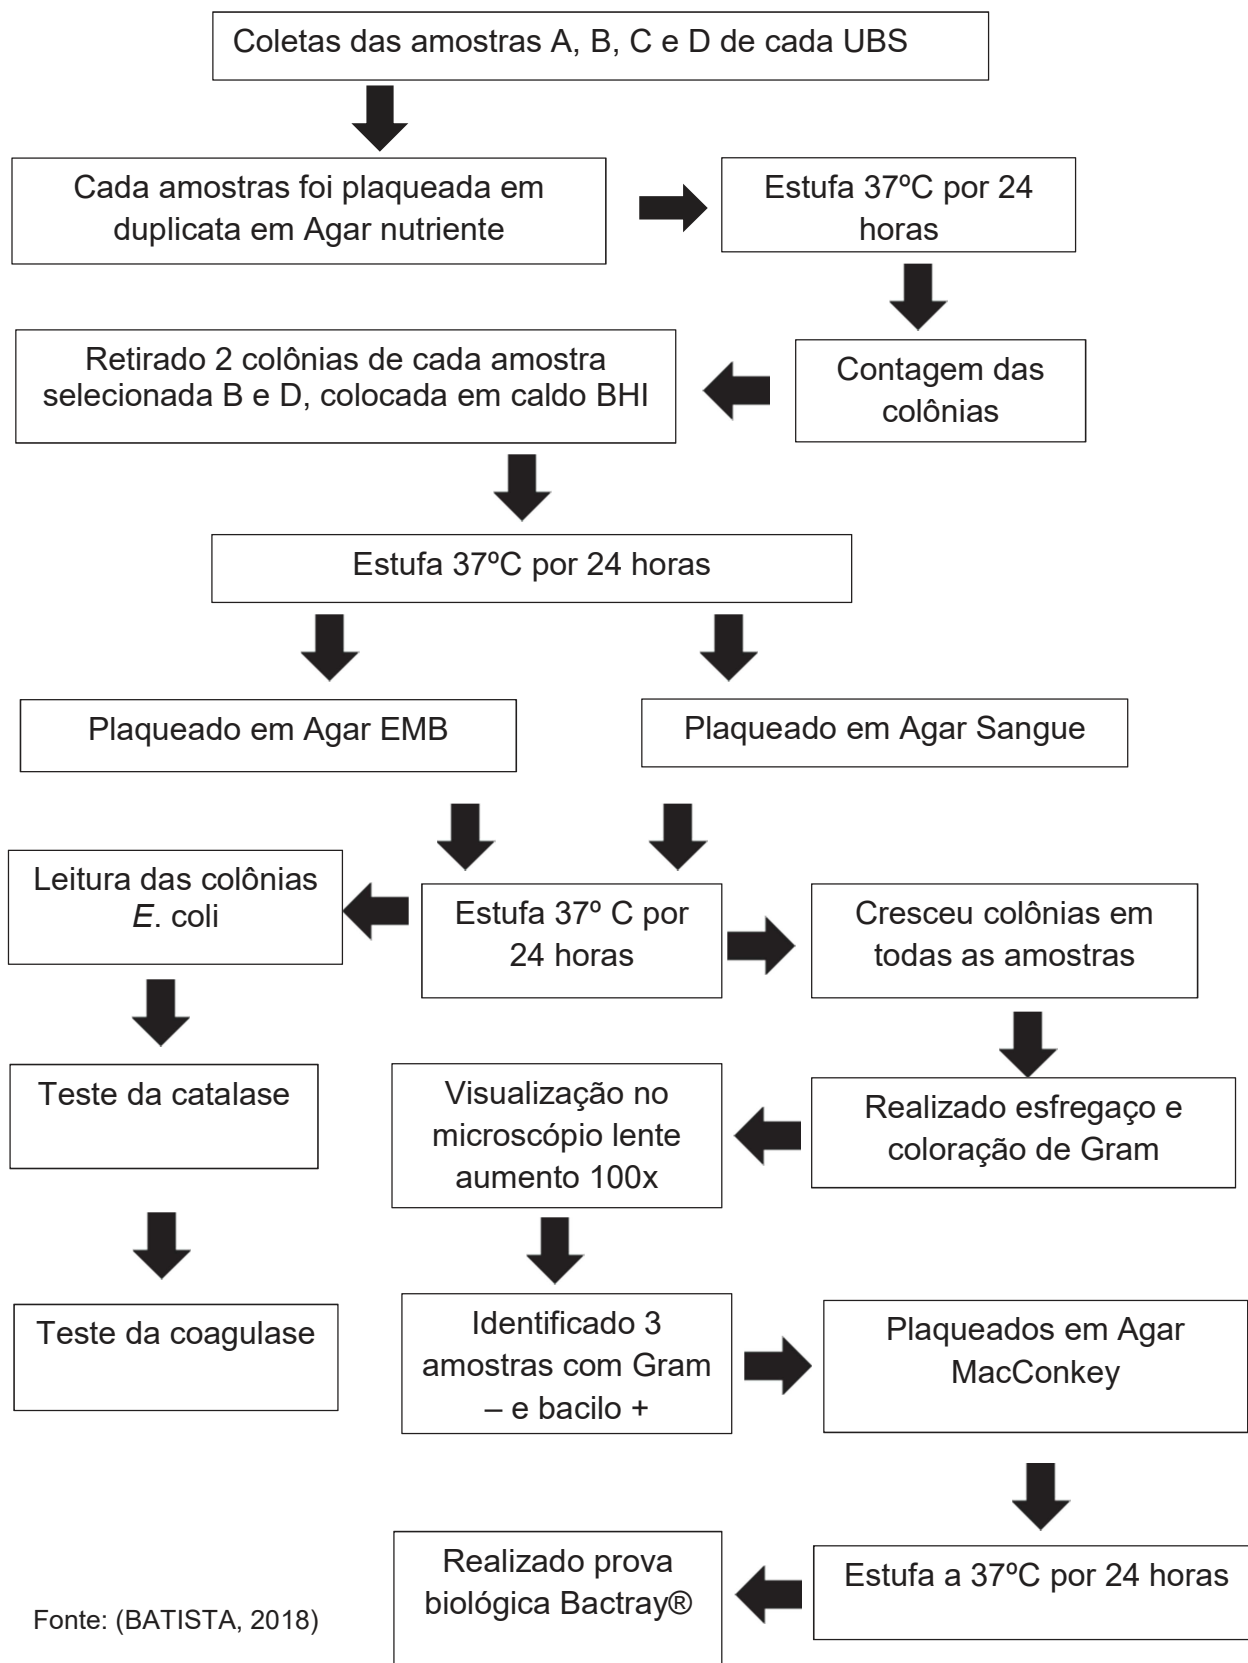 Coletas das amostras A, B, C e D de cada UBS
Cada amostras foi plaqueada em
duplicata em Agar nutriente
Estufa 37ºC por 24
horas
Contagem das
colônias
Retirado 2 colônias de cada amostra
selecionada B e D, colocada em caldo BHI
Estufa 37ºC por 24 horas
Plaqueado em Agar EMB
Plaqueado em Agar Sangue
Estufa 37º C por
24 horas
Leitura das colônias
E. coli
Teste da catalase
Teste da coagulase
Cresceu colônias em
todas as amostras
Realizado esfregaço e
coloração de Gram
Visualização no
microscópio lente
aumento 100x
Identificado 3
amostras com Gram
– e bacilo +
Plaqueados em Agar
MacConkey
Estufa a 37ºC por 24 horas
Realizado prova
biológica Bactray®
Fonte: (BATISTA, 2018)